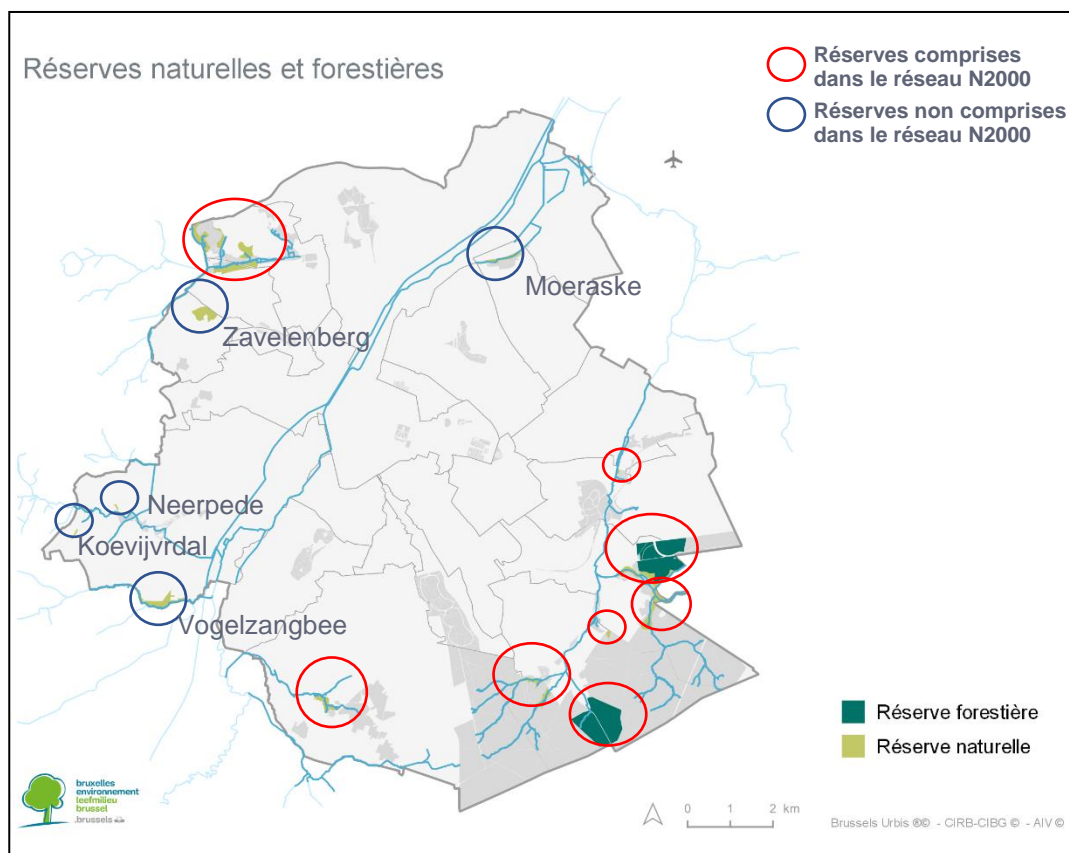 Réserves naturelles et forestières
Réserves comprises
dans le réseau N2000
Réserves non comprises
dans le réseau N2000
Moeraske
Zavelenberg
Neerpede
Koevijvrdal
Vogelzangbee
Réserve forestière
Réserve naturelle
bruxelles
environnement
leefmilieu
brussel
.brussels
0 1 2 km
Brussels Urbis ®© - CIRB-CIBG © - AIV ©